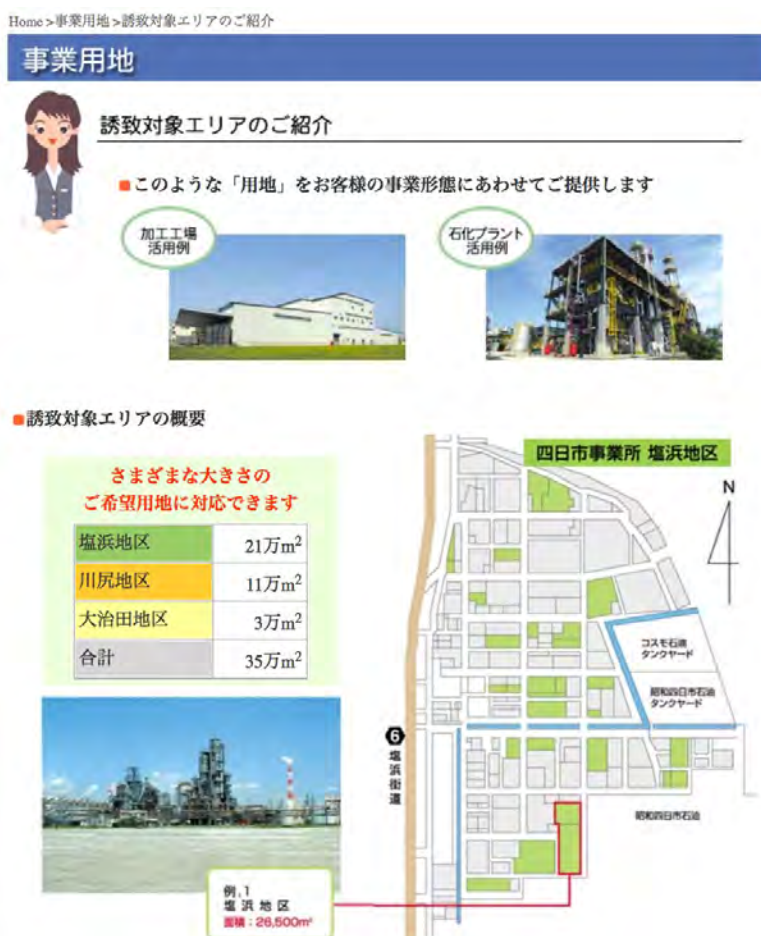 Home >事業用地 >誘致対象エリアのご紹介
事業用地
誘致対象エリアのご紹介
■このような「用地」をお客様の事業形態にあわせてご提供します
加工工場
活用例
石化プラント
活用例
■誘致対象エリアの概要
さまざまな大きさの
ご希望用地に対応できます
塩浜地区 21万m²
川尻地区 11万m²
大治田地区 3万m²
合計 35万m²
四日市事業所 塩浜地区
N
コスモ石油
タンクヤード
昭和四日市石油
タンクヤード
6
塩浜街道
昭和四日市石油
例.1
塩浜地区
面積：26,500m²